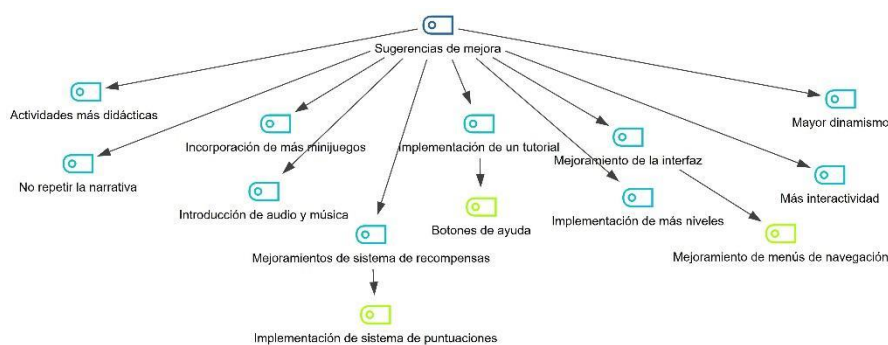 Sugerencias de mejora
Actividades más didácticas
Mayor dinamismo
Incorporación de más minijuegos
Implementación de un tutorial
Mejoramiento de la interfaz
No repetir la narrativa
Más interactividad
Introducción de audio y música
Botones de ayuda
Implementación de más niveles
Mejoramientos de sistema de recompensas
Mejoramiento de menús de navegación
Implementación de sistema de puntuaciones